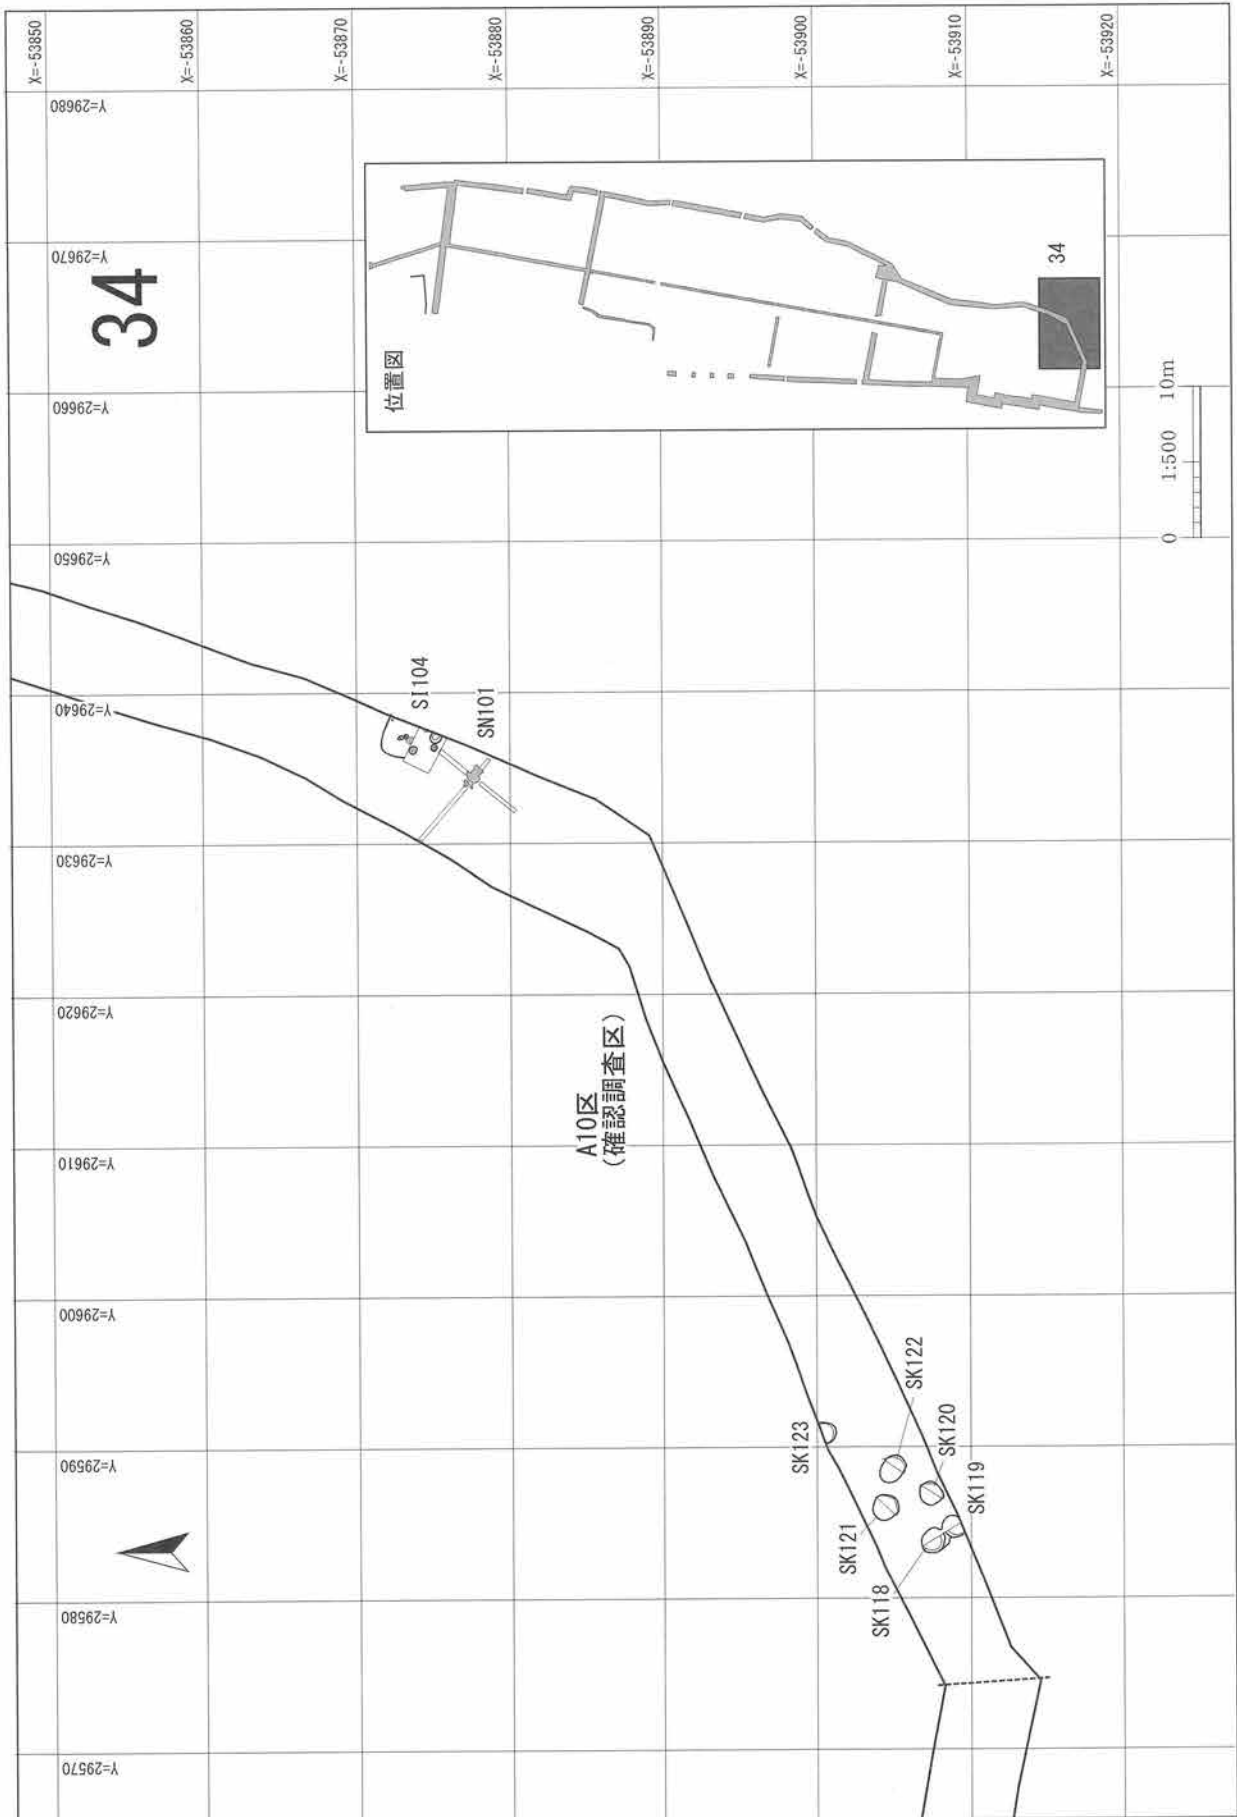 X=-53850
X=-53860
X=-53870
X=-53880
X=-53890
X=-53900
X=-53910
X=-53920
Y=29680
Y=29670
Y=29660
Y=29650
Y=29640
Y=29630
Y=29620
Y=29610
Y=29600
Y=29590
Y=29580
Y=29570
34
位置図
34
0
1:500
10m
SI104
SN101
A10区
(確認調査区)
SK123
SK122
SK120
SK119
SK121
SK118